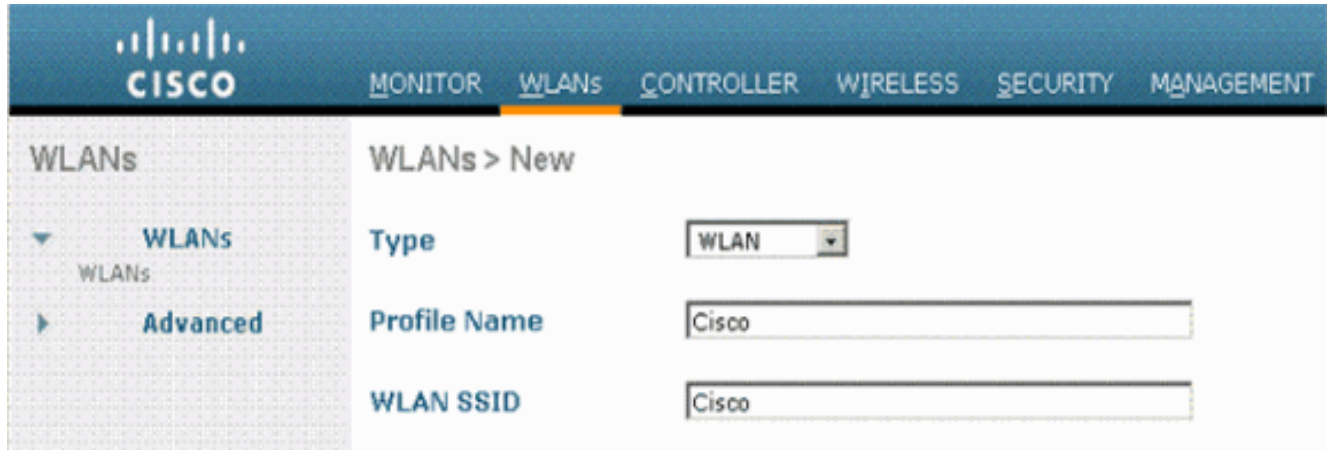 CISCO
MONITOR WLANs CONTROLLER WIRELESS SECURITY MANAGEMENT
WLANs
WLANs
WLANs
Advanced
WLANs > New
Type WLAN
Profile Name Cisco
WLAN SSID Cisco